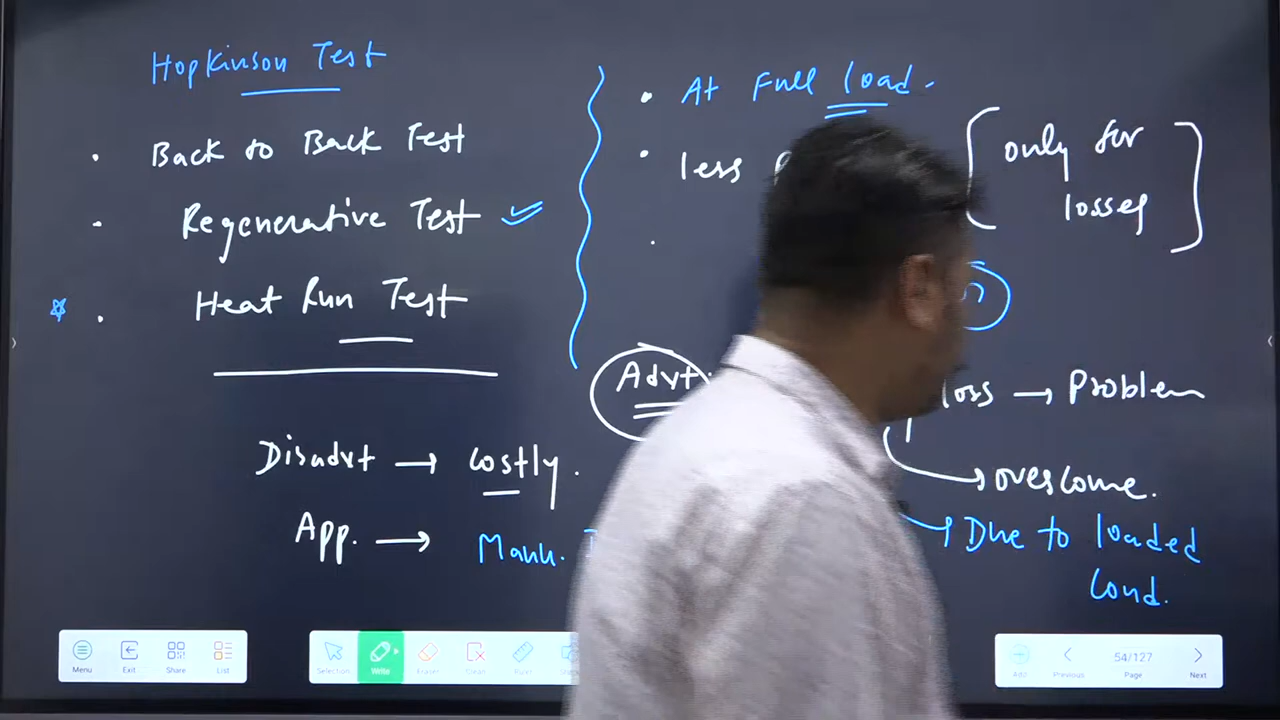 Hopkinson Test
• Back to Back Test
- Regenerative Test
• Heat Run Test
Disadvt → Costly.
App. → Manu.
• At Full load.
• less
[only for
losses]
Advt.
loss → Problem
→ overcome.
→ Due to loaded
Cond.
Menu
Exit
Share
List
Selection
Write
Eraser
Clean
Add
Previous
54/127
Page
Next